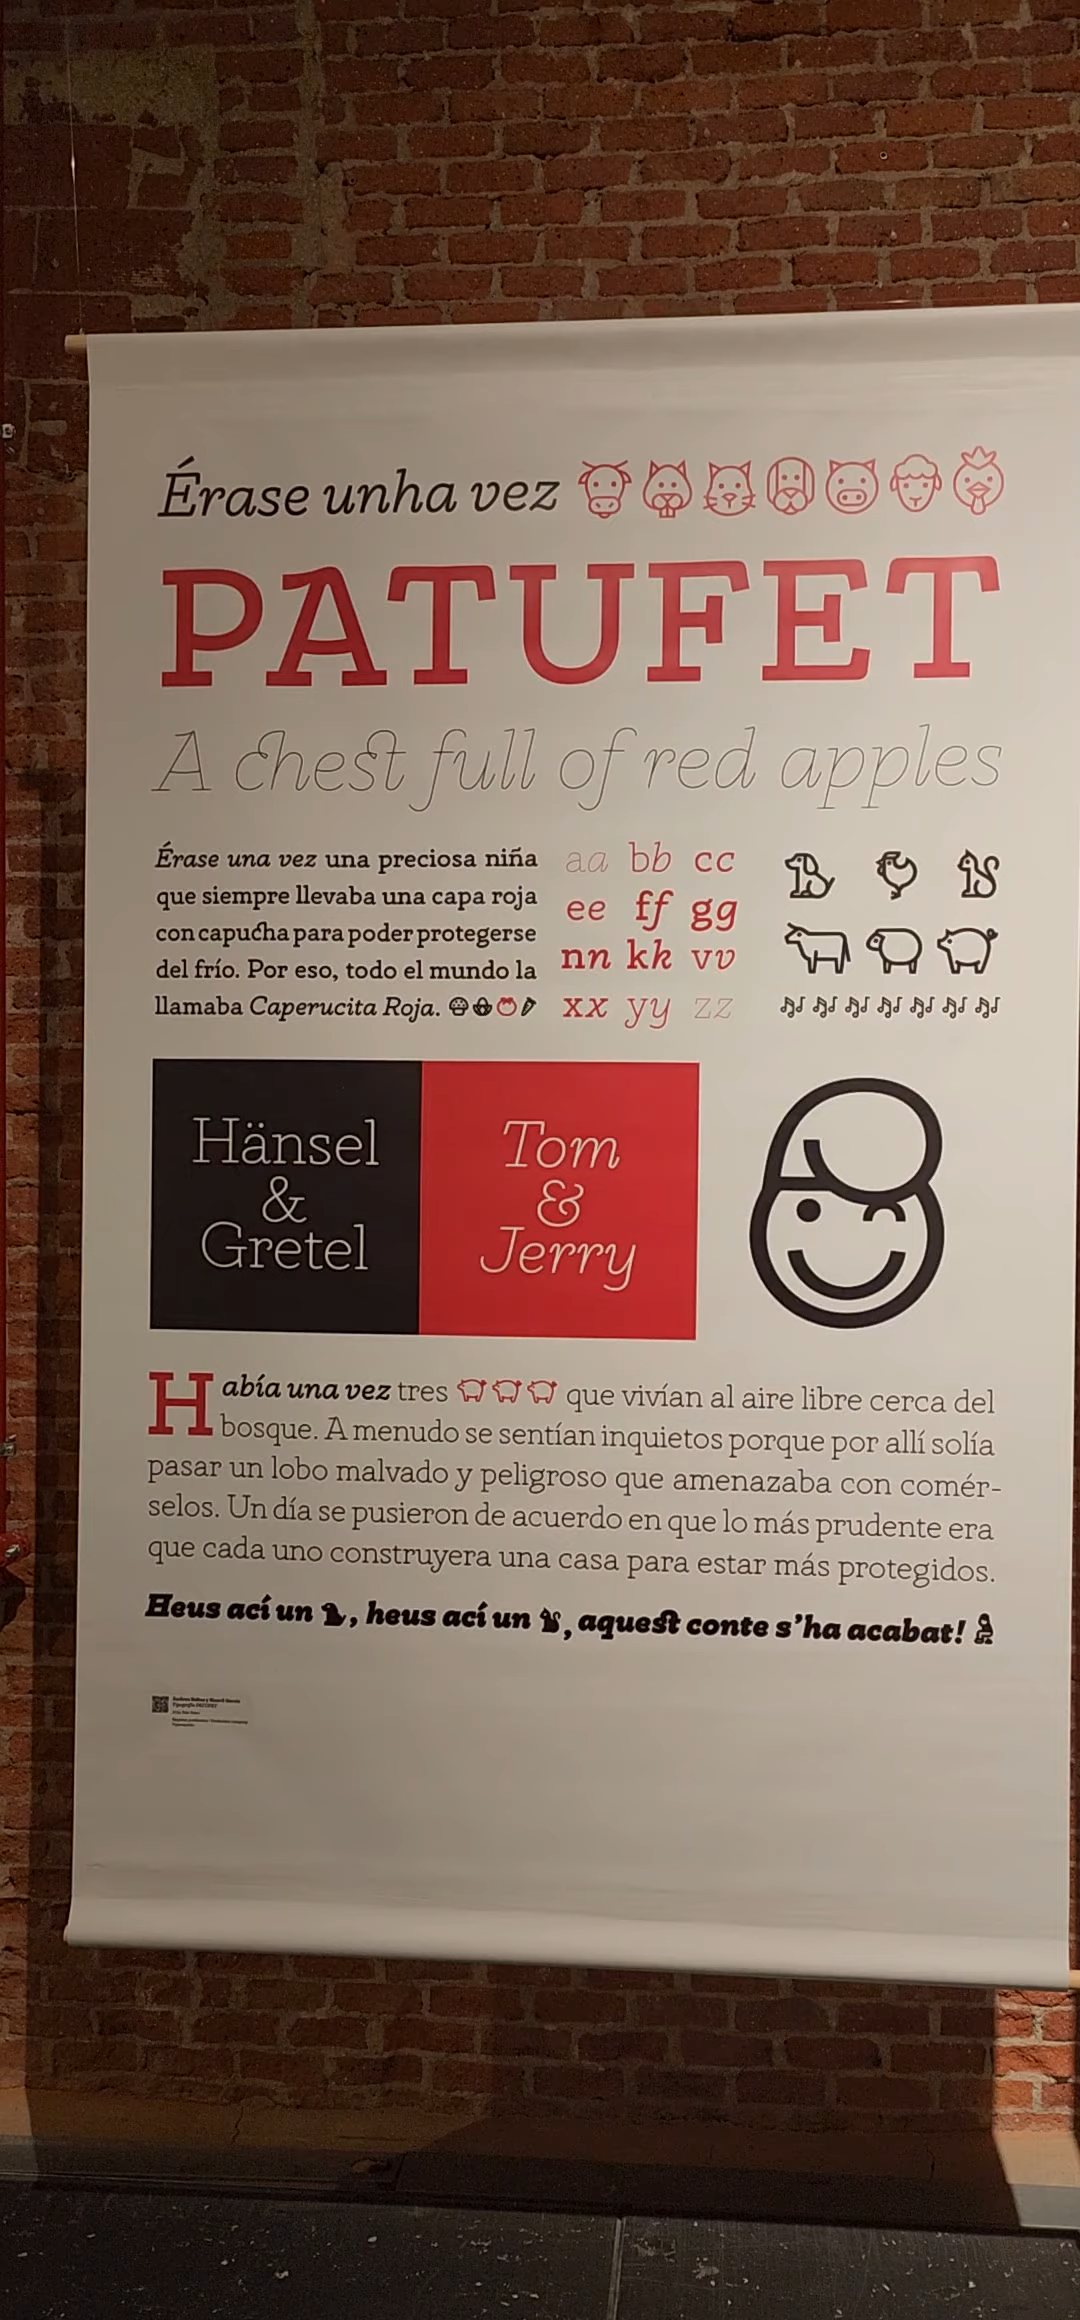 Érase unha vez
PATUFET
A chest full of red apples
Érase una vez una preciosa niña
que siempre llevaba una capa roja
con capucha para poder protegerse
del frío. Por eso, todo el mundo la
llamaba Caperucita Roja.
aa bb cc
ee ff gg
nn kk vv
xx yy zz
Hänsel
&
Gretel
Tom
&
Jerry
Había una vez tres que vivían al aire libre cerca del
bosque. A menudo se sentían inquietos porque por allí solía
pasar un lobo malvado y peligroso que amenazaba con comér-
selos. Un día se pusieron de acuerdo en que lo más prudente era
que cada uno construyera una casa para estar más protegidos.
Heus ací un , heus ací un , aquest conte s'ha acabat!